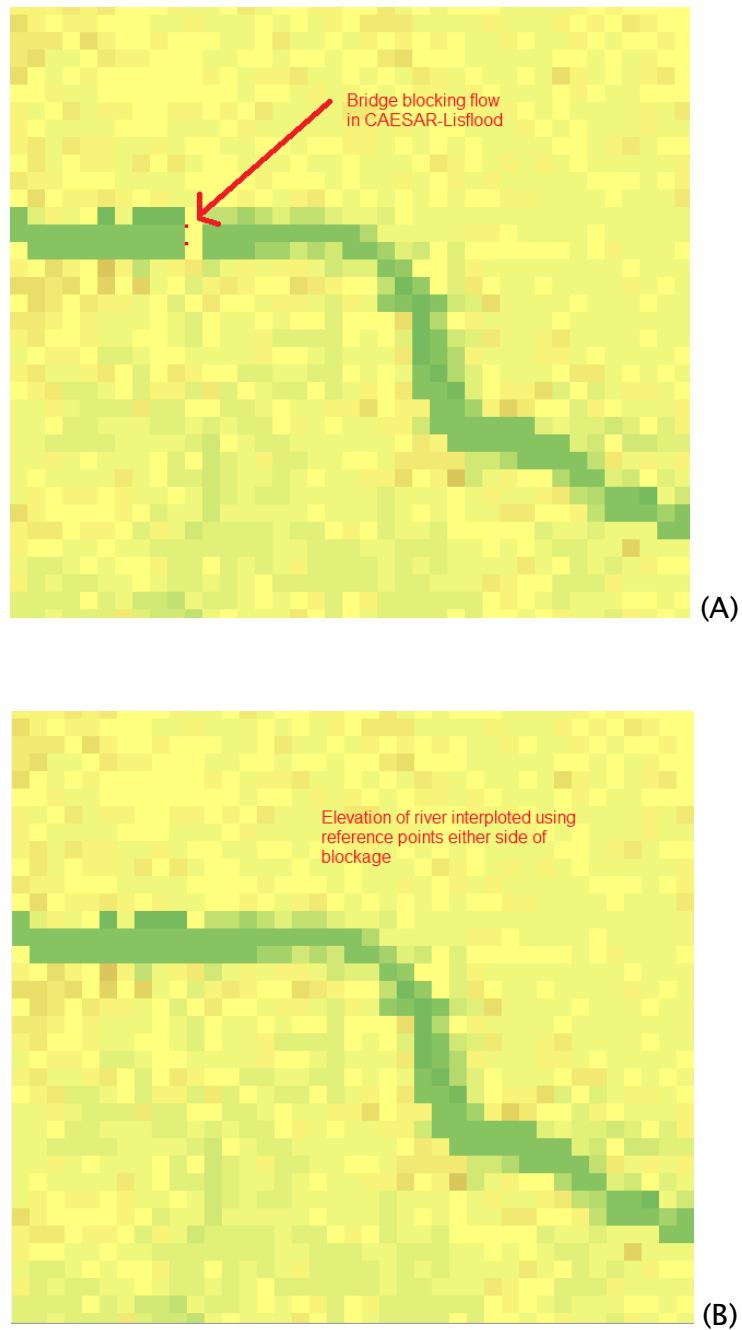 Bridge blocking flow
in CAESAR-Lisflood
(A)
Elevation of river interploted using
reference points either side of
blockage
(B)